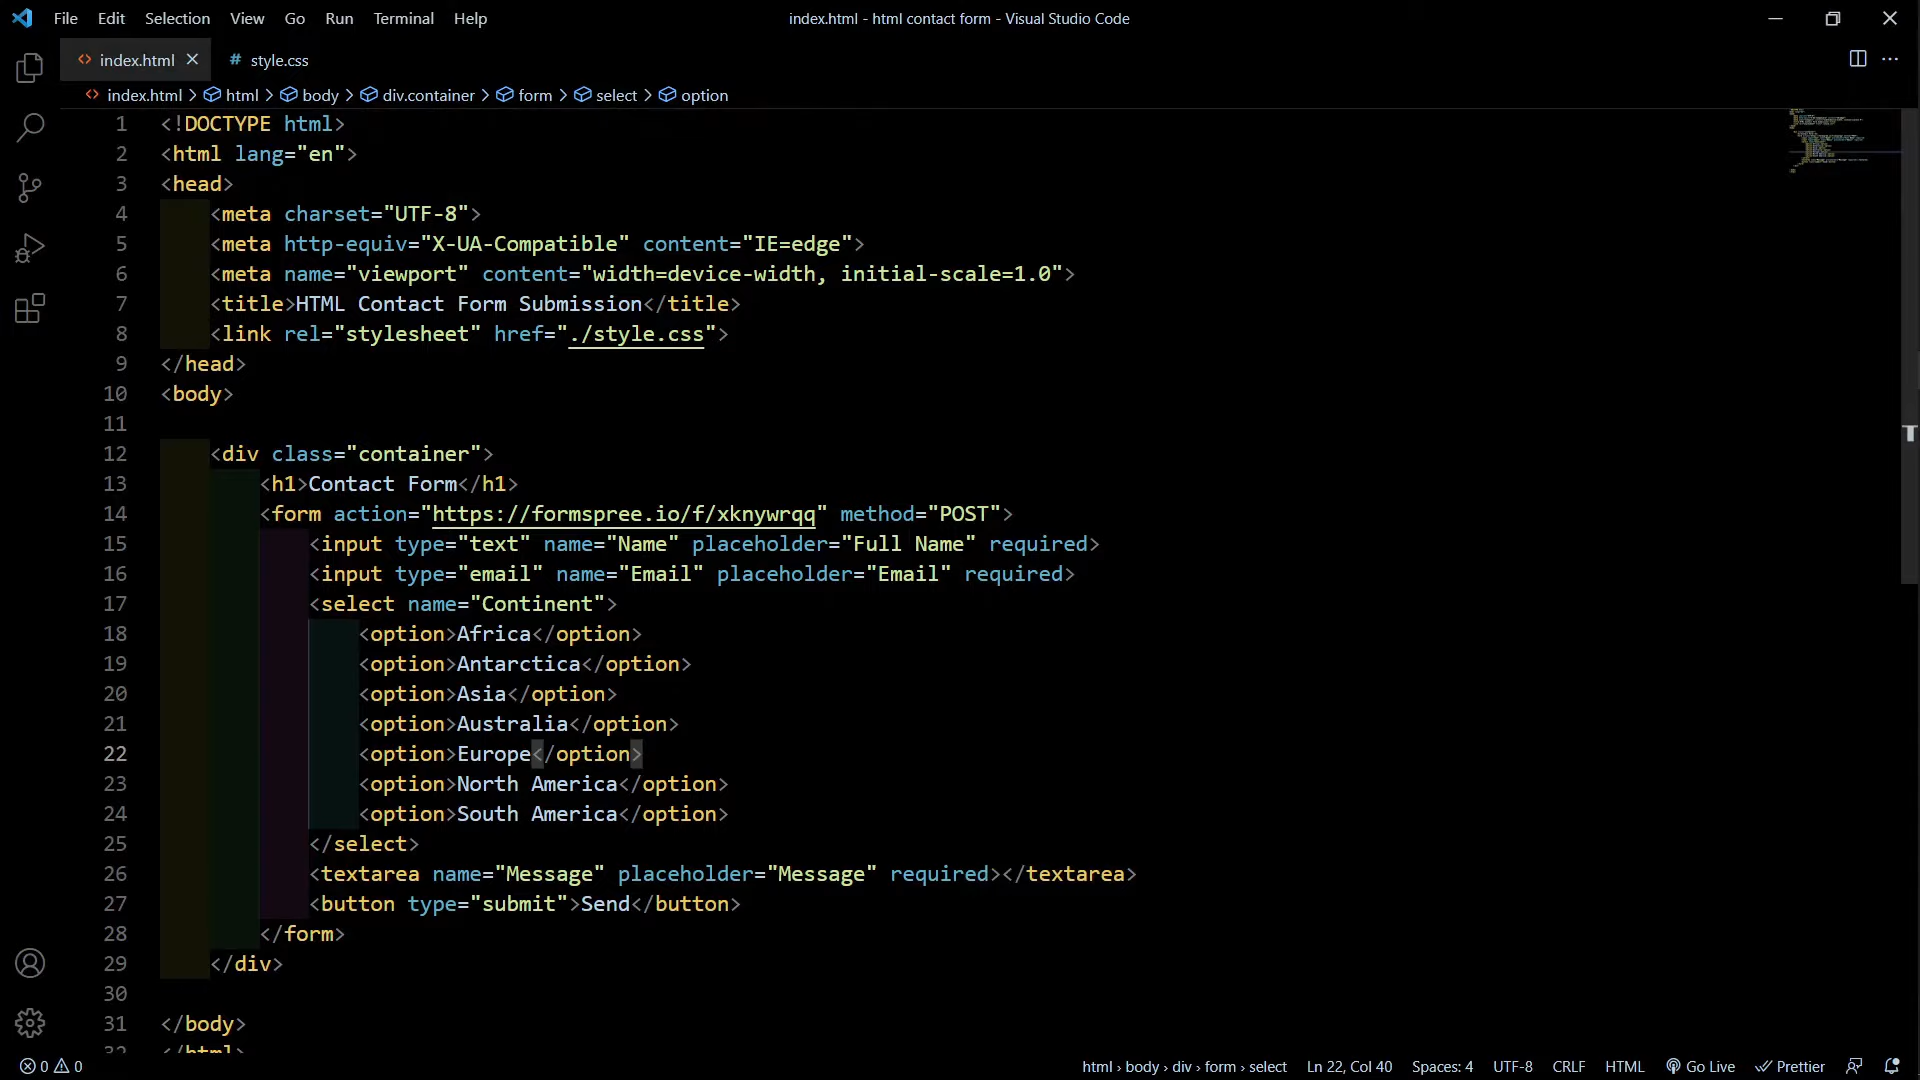 File Edit Selection View Go Run Terminal Help index.html - html contact form - Visual Studio Code
index.html style.css
index.html > html > body > div.container > form > select > option
1 <!DOCTYPE html>
2 <html lang="en">
3 <head>
4 <meta charset="UTF-8">
5 <meta http-equiv="X-UA-Compatible" content="IE=edge">
6 <meta name="viewport" content="width=device-width, initial-scale=1.0">
7 <title>HTML Contact Form Submission</title>
8 <link rel="stylesheet" href="./style.css">
9 </head>
10 <body>
11
12 <div class="container">
13 <h1>Contact Form</h1>
14 <form action="https://formspree.io/f/xknywrqq" method="POST">
15 <input type="text" name="Name" placeholder="Full Name" required>
16 <input type="email" name="Email" placeholder="Email" required>
17 <select name="Continent">
18 <option>Africa</option>
19 <option>Antarctica</option>
20 <option>Asia</option>
21 <option>Australia</option>
22 <option>Europe</option>
23 <option>North America</option>
24 <option>South America</option>
25 </select>
26 <textarea name="Message" placeholder="Message" required></textarea>
27 <button type="submit">Send</button>
28 </form>
29 </div>
30
31 </body>
32 </html>
0 0 html › body › div › form › select Ln 22, Col 40 Spaces: 4 UTF-8 CRLF HTML Go Live Prettier